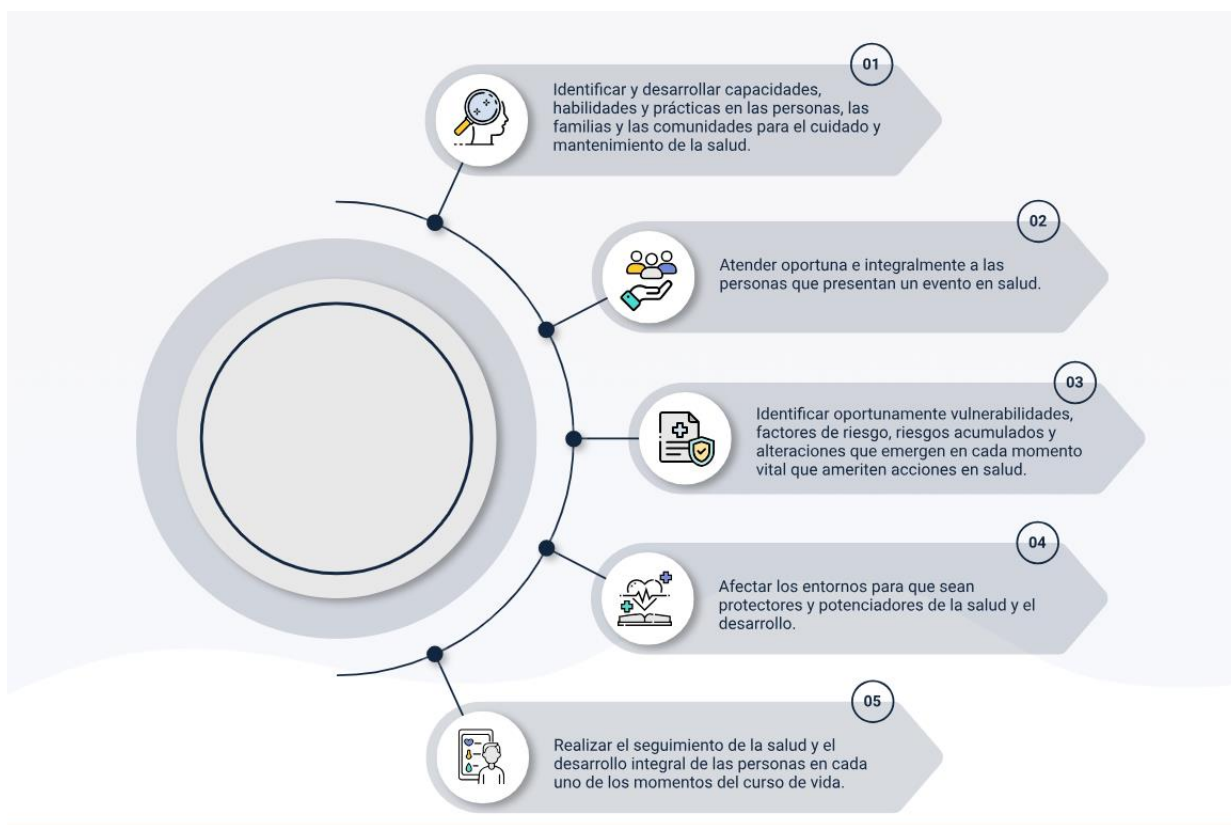 01
Identificar y desarrollar capacidades,
habilidades y prácticas en las personas, las
familias y las comunidades para el cuidado y
mantenimiento de la salud.
02
Atender oportuna e integralmente a las
personas que presentan un evento en salud.
03
Identificar oportunamente vulnerabilidades,
factores de riesgo, riesgos acumulados y
alteraciones que emergen en cada momento
vital que ameriten acciones en salud.
04
Afectar los entornos para que sean
protectores y potenciadores de la salud y el
desarrollo.
05
Realizar el seguimiento de la salud y el
desarrollo integral de las personas en cada
uno de los momentos del curso de vida.